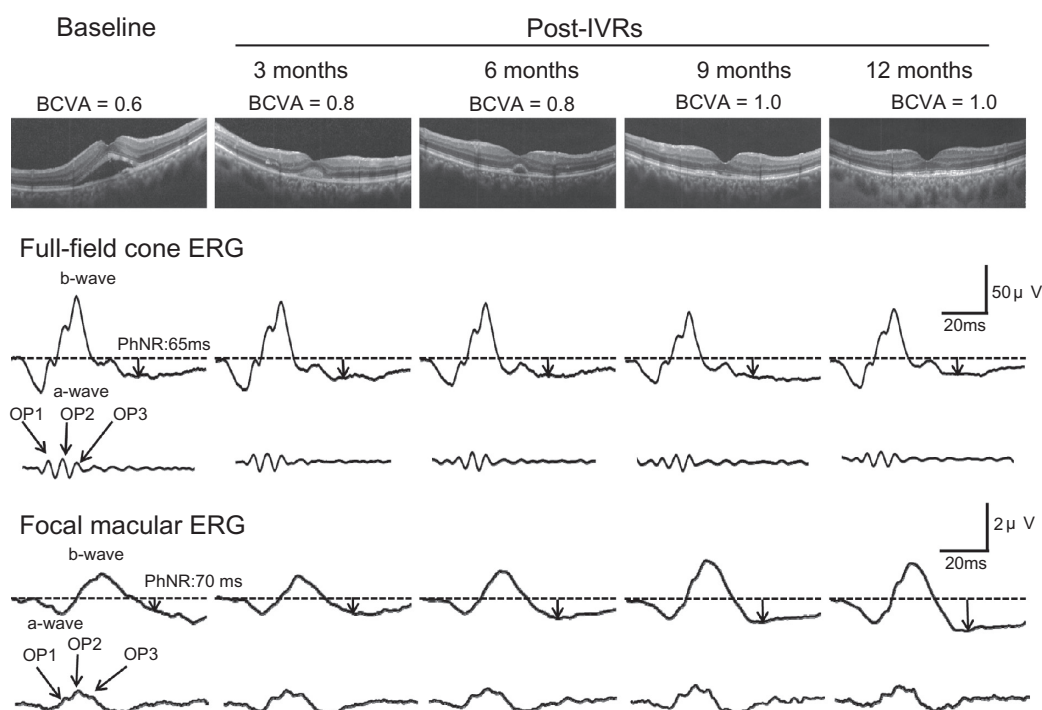 Baseline
Post-IVRs
3 months
6 months
9 months
12 months
BCVA = 0.6
BCVA = 0.8
BCVA = 0.8
BCVA = 1.0
BCVA = 1.0
Full-field cone ERG
b-wave
50 μ V
20ms
PhNR:65ms
a-wave
OP1
OP2
OP3
Focal macular ERG
2 μ V
20ms
b-wave
PhNR:70 ms
a-wave
OP1
OP2
OP3